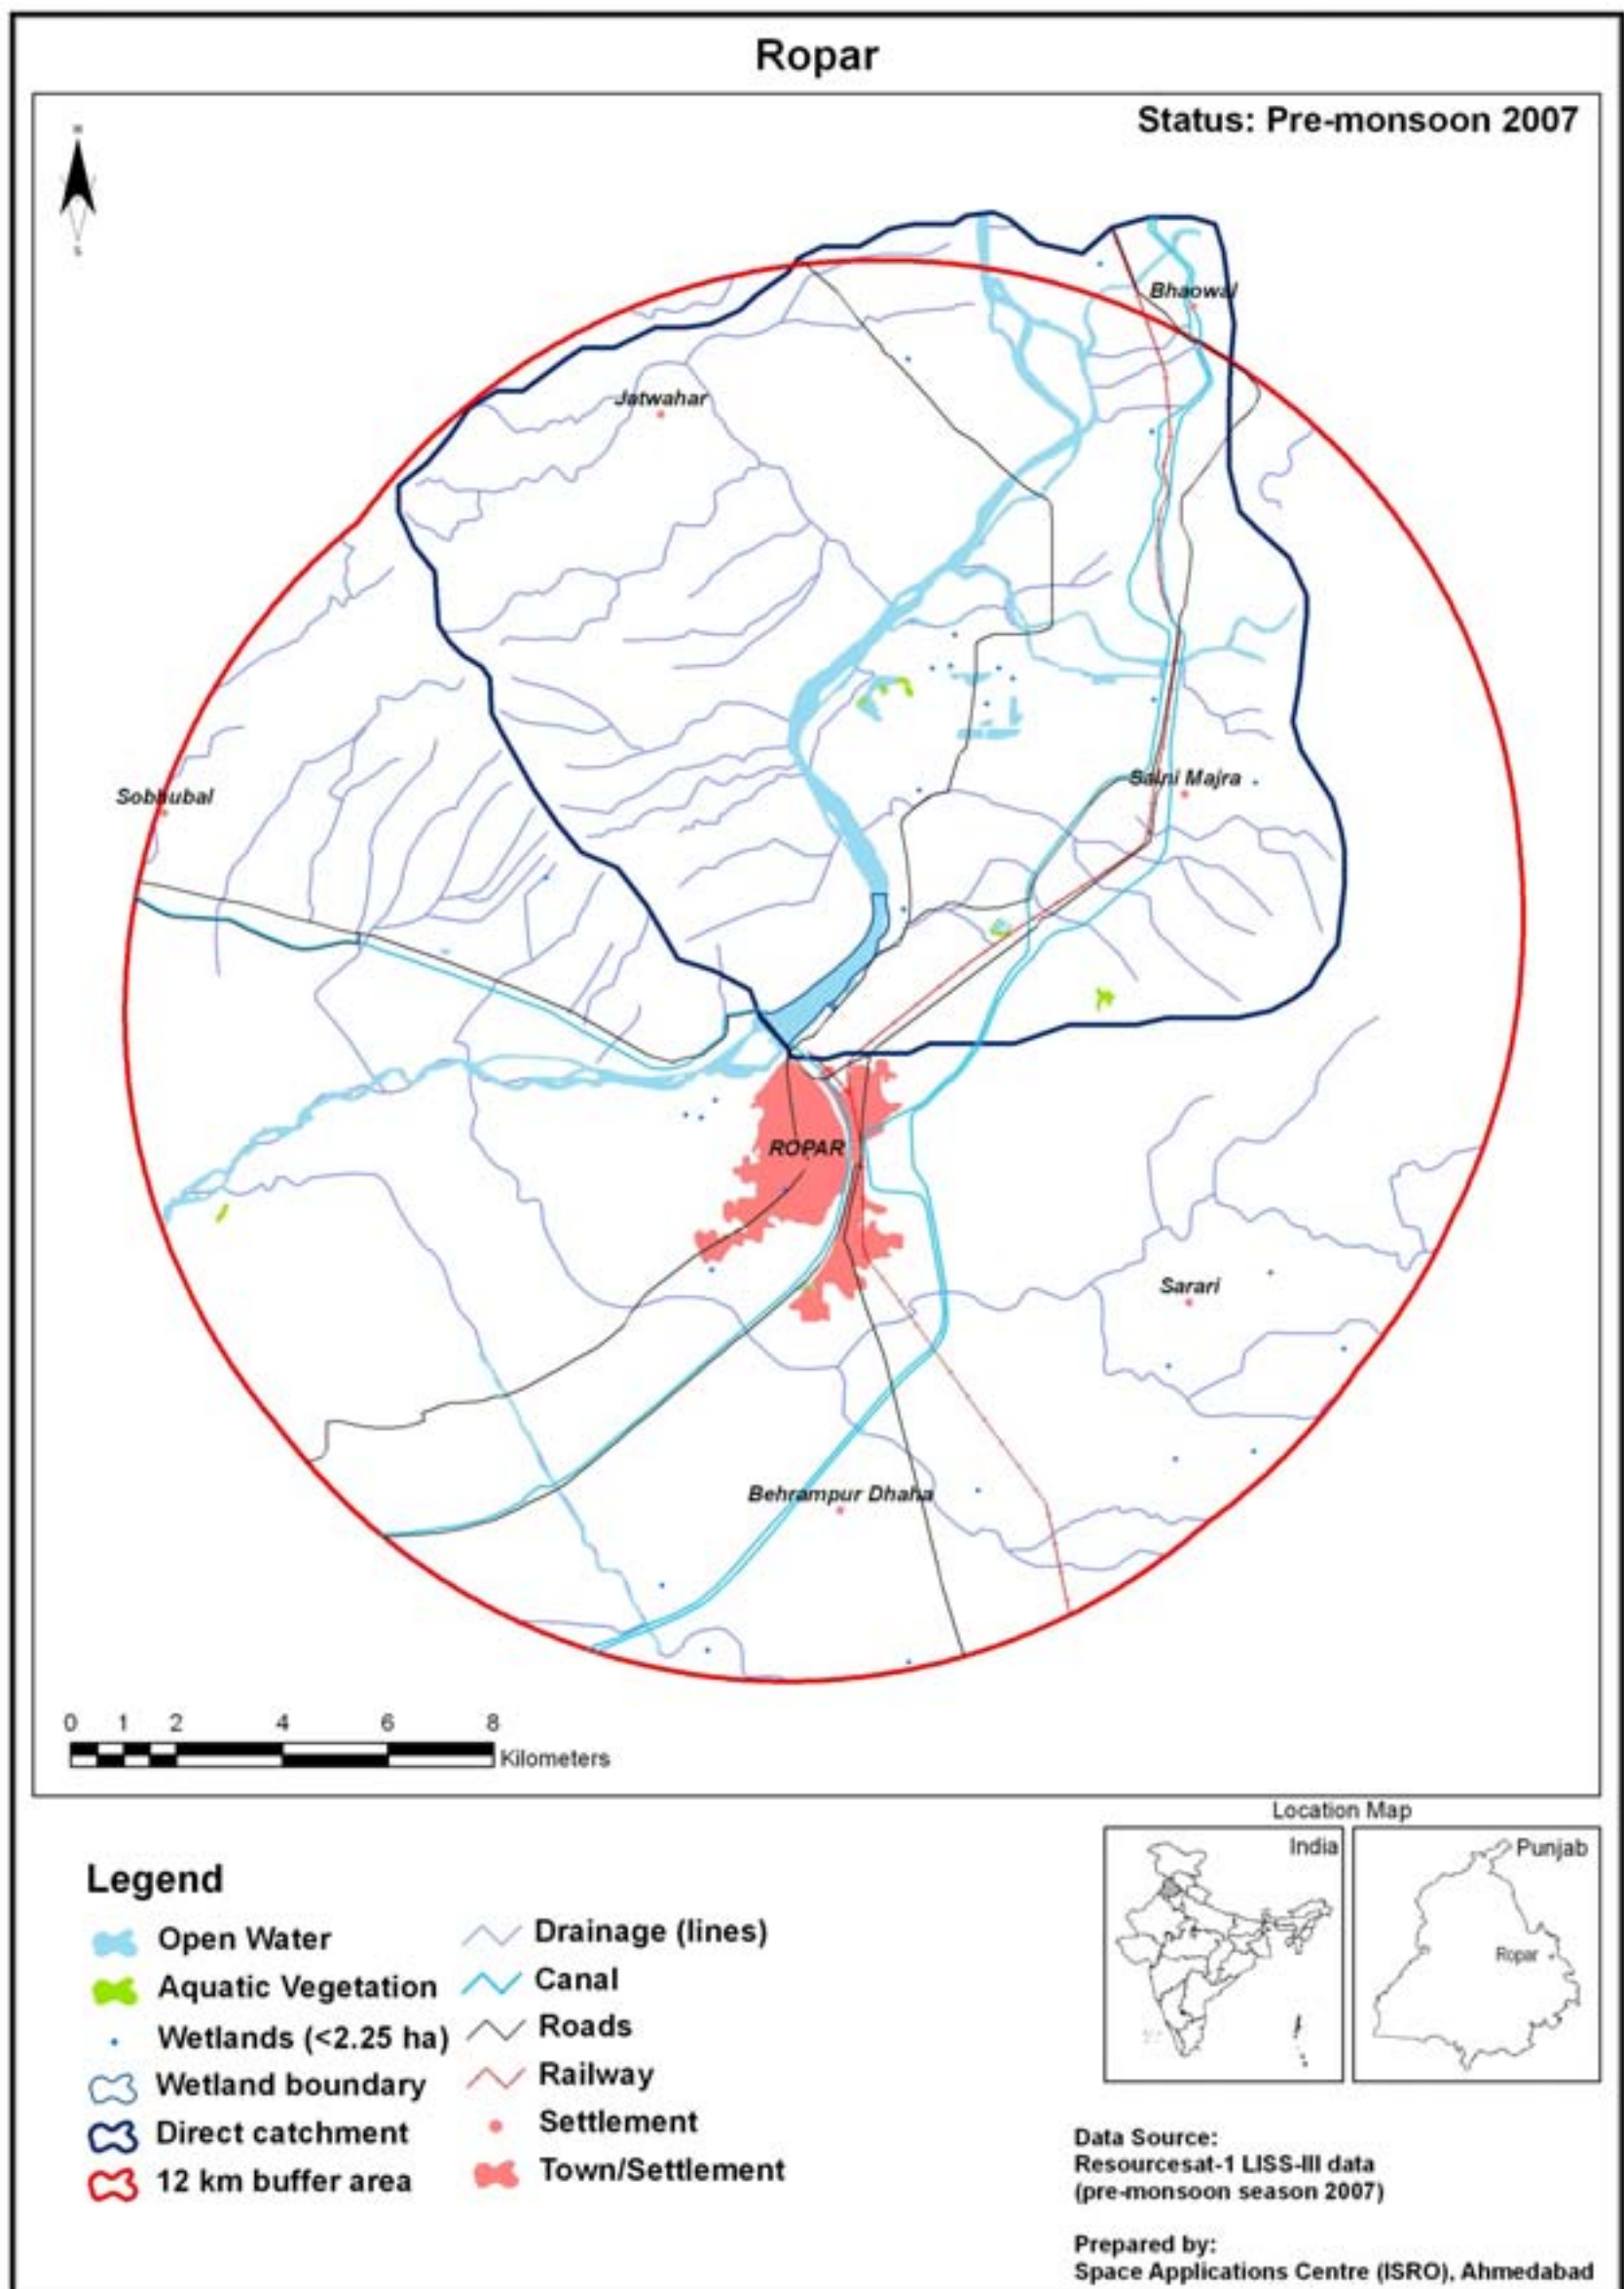 Ropar
Status: Pre-monsoon 2007
N
S
Bhaowal
Jatwahar
Saini Majra
Sobhubal
ROPAR
Sarari
Behrampur Dhaha
0 1 2 4 6 8
Kilometers
Location Map
India
Punjab
Ropar
Legend
Open Water
Aquatic Vegetation
Wetlands (<2.25 ha)
Wetland boundary
Direct catchment
12 km buffer area
Drainage (lines)
Canal
Roads
Railway
Settlement
Town/Settlement
Data Source:
Resourcesat-1 LISS-III data
(pre-monsoon season 2007)
Prepared by:
Space Applications Centre (ISRO), Ahmedabad